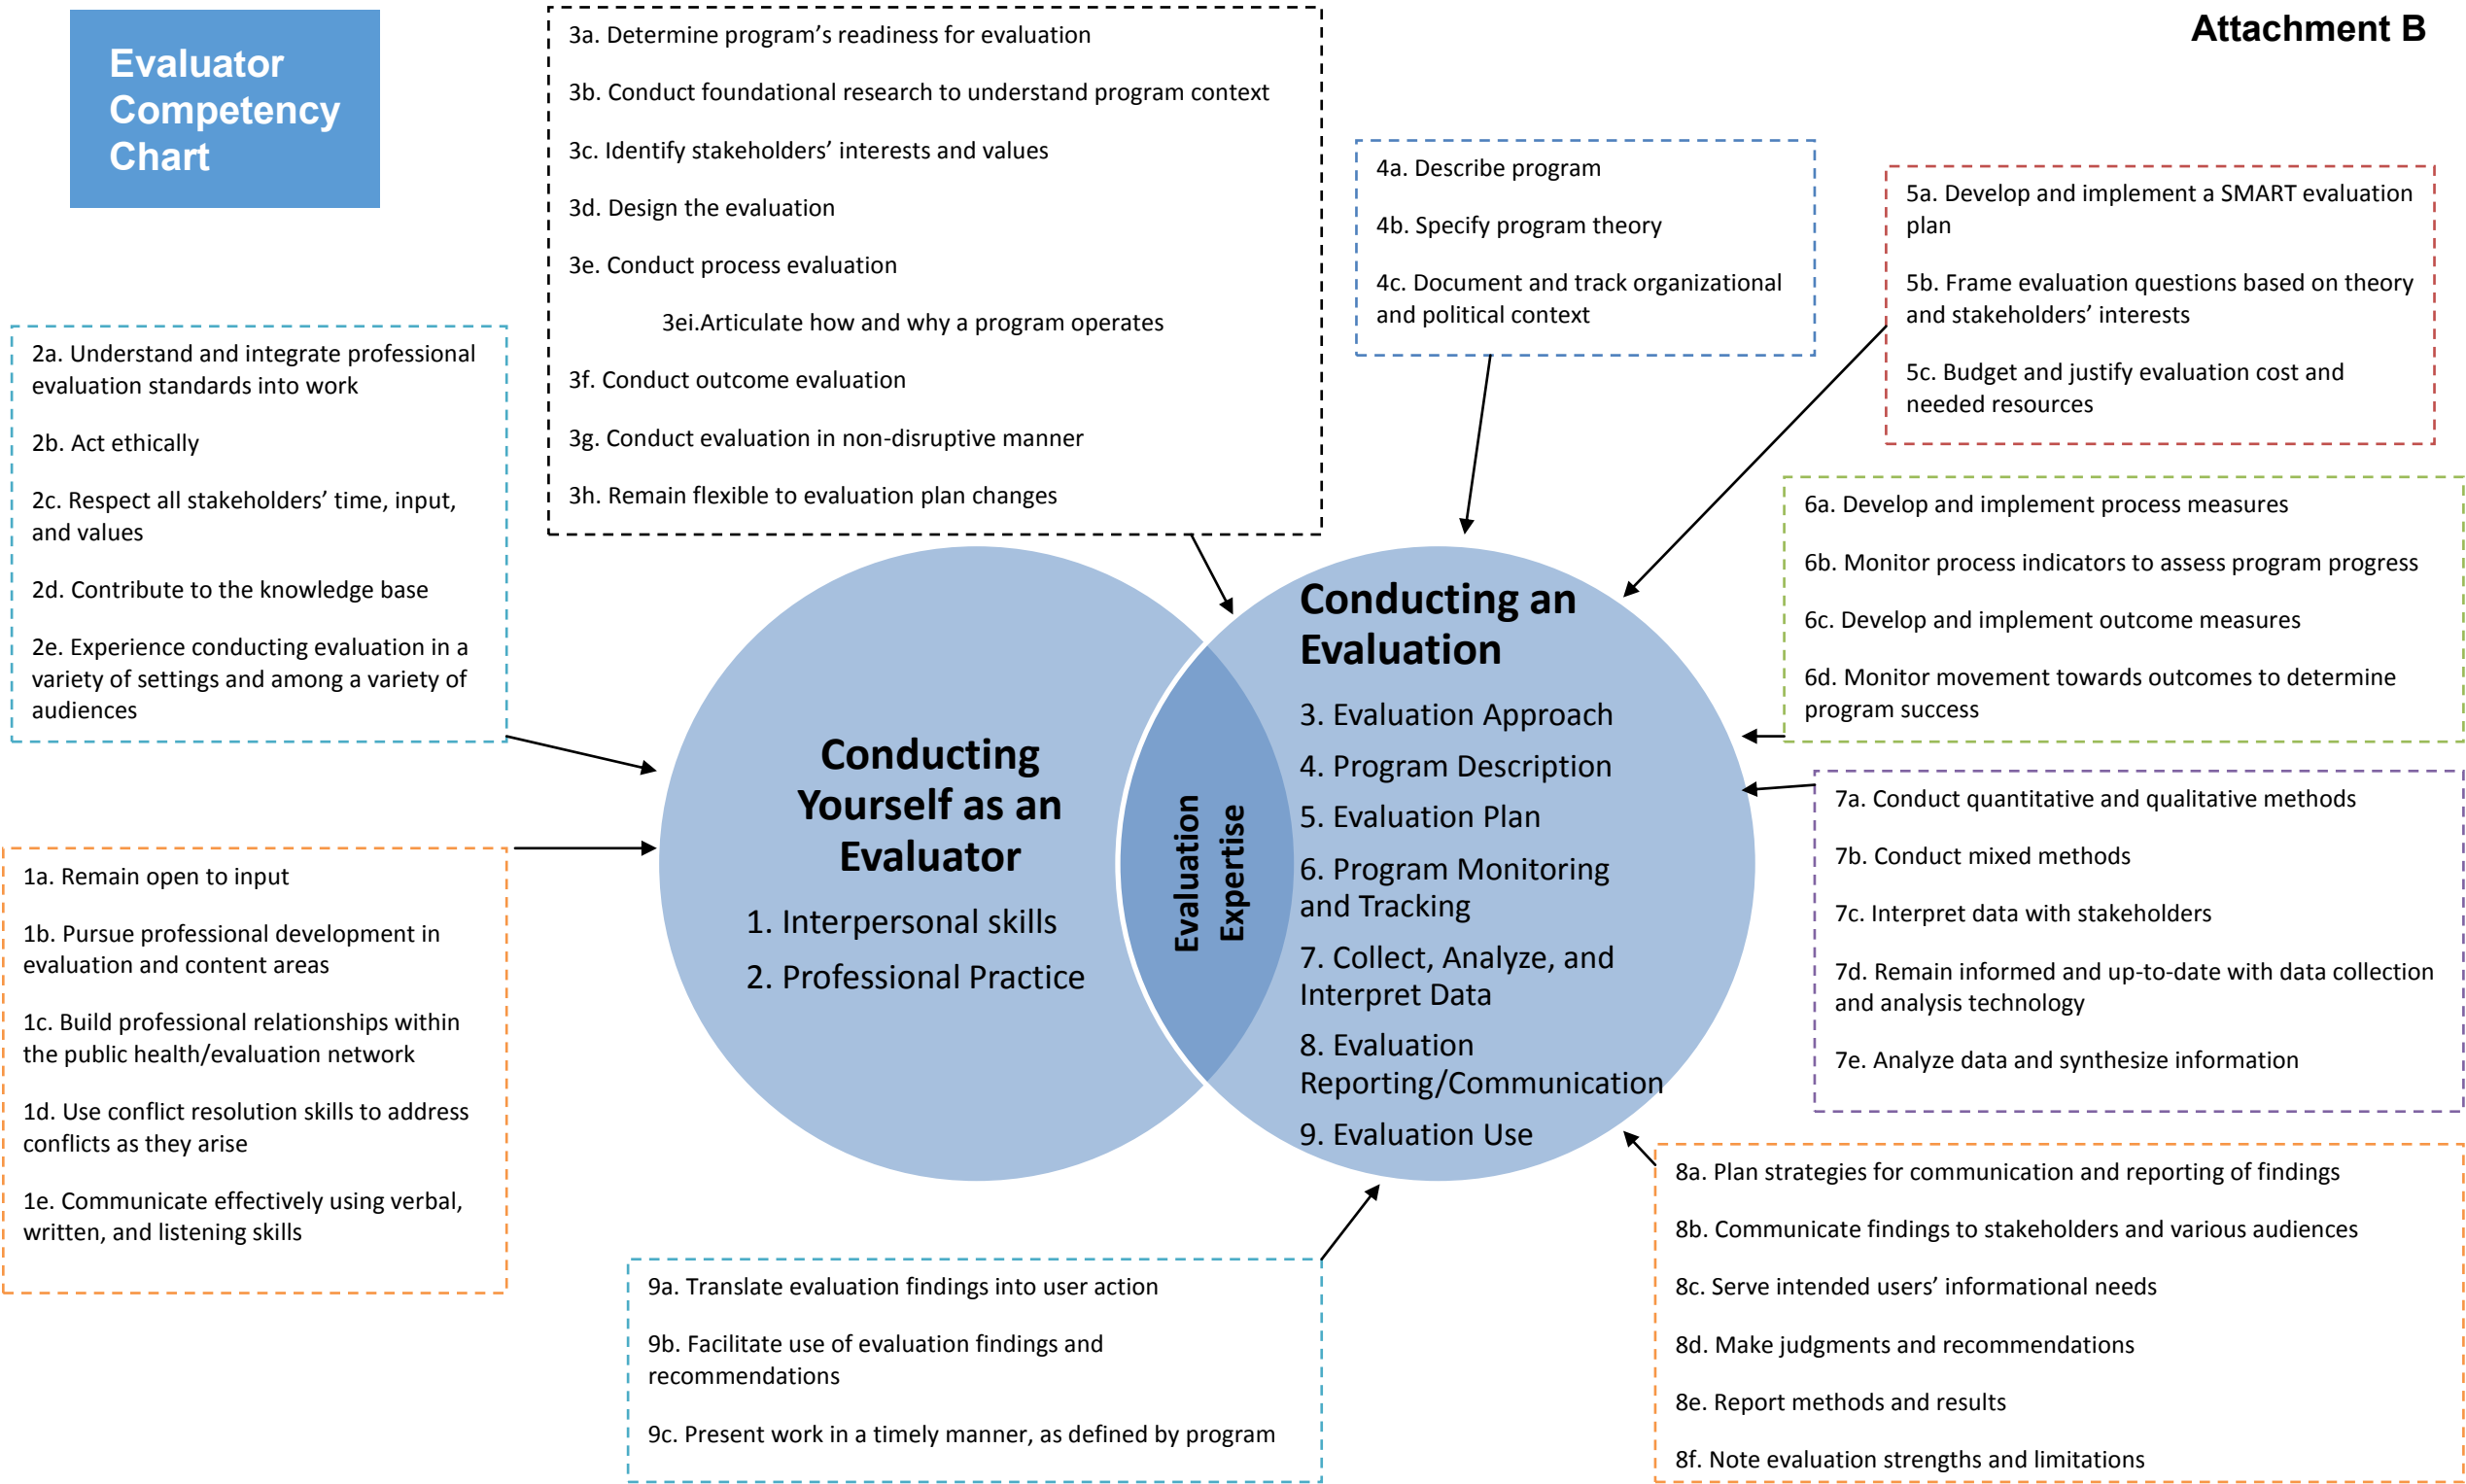 Evaluator
Competency
Chart
Attachment B
3a. Determine program’s readiness for evaluation
3b. Conduct foundational research to understand program context
3c. Identify stakeholders’ interests and values
3d. Design the evaluation
3e. Conduct process evaluation
3ei.Articulate how and why a program operates
3f. Conduct outcome evaluation
3g. Conduct evaluation in non-disruptive manner
3h. Remain flexible to evaluation plan changes
4a. Describe program
4b. Specify program theory
4c. Document and track organizational
and political context
5a. Develop and implement a SMART evaluation
plan
5b. Frame evaluation questions based on theory
and stakeholders’ interests
5c. Budget and justify evaluation cost and
needed resources
2a. Understand and integrate professional
evaluation standards into work
2b. Act ethically
2c. Respect all stakeholders’ time, input,
and values
2d. Contribute to the knowledge base
2e. Experience conducting evaluation in a
variety of settings and among a variety of
audiences
6a. Develop and implement process measures
6b. Monitor process indicators to assess program progress
6c. Develop and implement outcome measures
6d. Monitor movement towards outcomes to determine
program success
Conducting
Yourself as an
Evaluator
1. Interpersonal skills
2. Professional Practice
Evaluation
Expertise
Conducting an
Evaluation
3. Evaluation Approach
4. Program Description
5. Evaluation Plan
6. Program Monitoring
and Tracking
7. Collect, Analyze, and
Interpret Data
8. Evaluation
Reporting/Communication
9. Evaluation Use
7a. Conduct quantitative and qualitative methods
7b. Conduct mixed methods
7c. Interpret data with stakeholders
7d. Remain informed and up-to-date with data collection
and analysis technology
7e. Analyze data and synthesize information
1a. Remain open to input
1b. Pursue professional development in
evaluation and content areas
1c. Build professional relationships within
the public health/evaluation network
1d. Use conflict resolution skills to address
conflicts as they arise
1e. Communicate effectively using verbal,
written, and listening skills
8a. Plan strategies for communication and reporting of findings
8b. Communicate findings to stakeholders and various audiences
8c. Serve intended users’ informational needs
8d. Make judgments and recommendations
8e. Report methods and results
8f. Note evaluation strengths and limitations
9a. Translate evaluation findings into user action
9b. Facilitate use of evaluation findings and
recommendations
9c. Present work in a timely manner, as defined by program